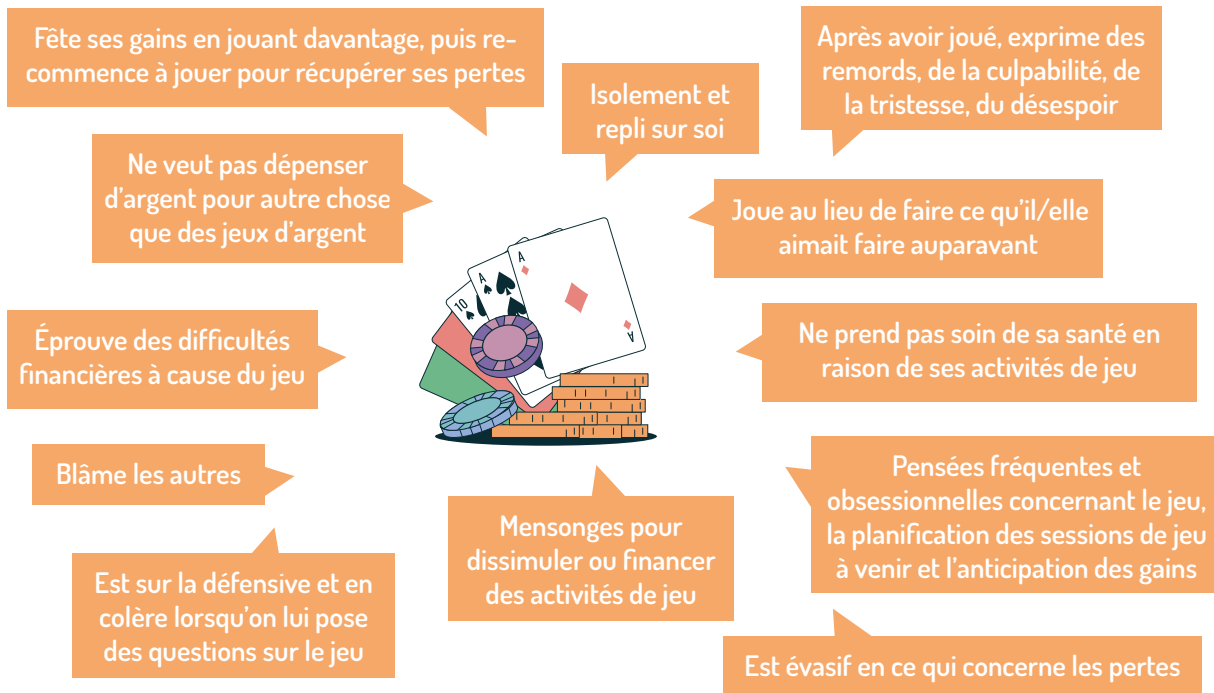 Fête ses gains en jouant davantage, puis re-
commence à jouer pour récupérer ses pertes
Isolement et
repli sur soi
Après avoir joué, exprime des
remords, de la culpabilité, de
la tristesse, du désespoir
Ne veut pas dépenser
d’argent pour autre chose
que des jeux d’argent
Joue au lieu de faire ce qu’il/elle
aimait faire auparavant
10
A
A
A
Éprouve des difficultés
financières à cause du jeu
Ne prend pas soin de sa santé en
raison de ses activités de jeu
Blâme les autres
Pensées fréquentes et
obsessionnelles concernant le jeu,
la planification des sessions de jeu
à venir et l’anticipation des gains
Mensonges pour
dissimuler ou financer
des activités de jeu
Est sur la défensive et en
colère lorsqu’on lui pose
des questions sur le jeu
Est évasif en ce qui concerne les pertes